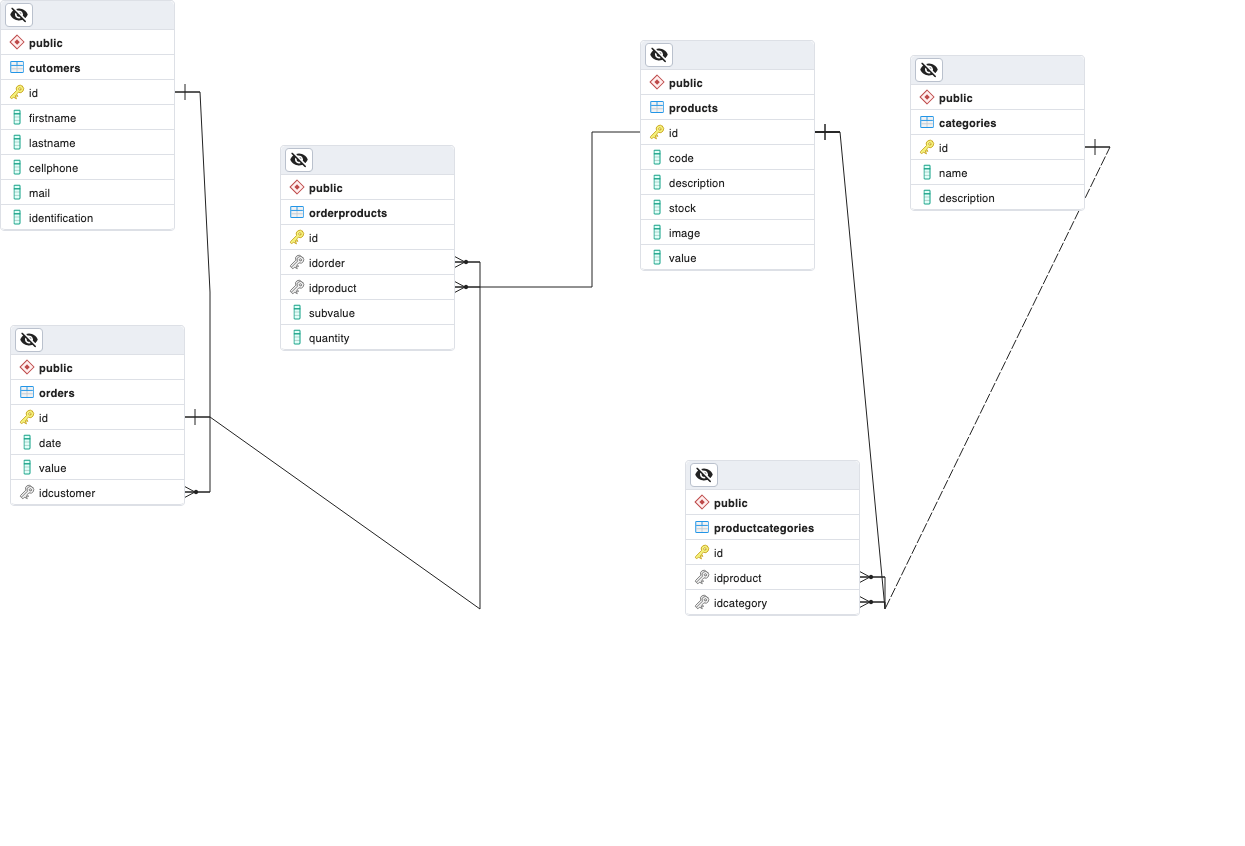 public
cutomers
id
firstname
lastname
cellphone
mail
identification
public
orders
id
date
value
idcustomer
public
orderproducts
id
idorder
idproduct
subvalue
quantity
public
products
id
code
description
stock
image
value
public
productcategories
id
idproduct
idcategory
public
categories
id
name
description